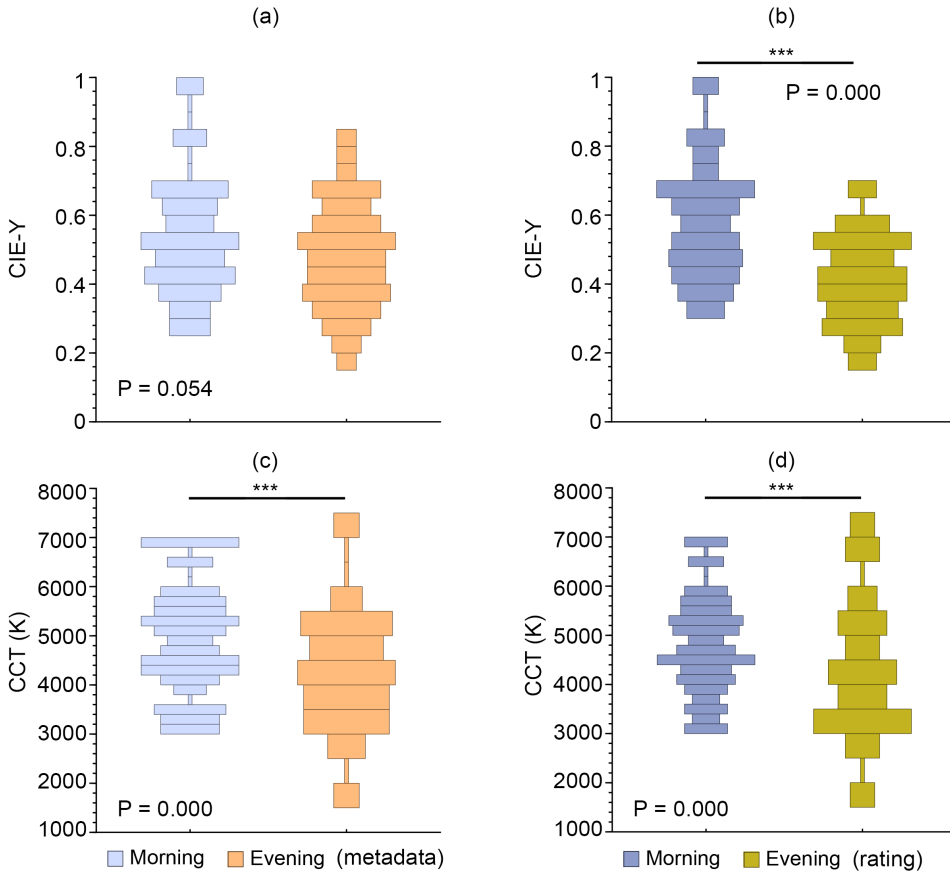 (a)
(b)
***
P = 0.000
1
0.8
0.6
0.4
0.2
0
CIE-Y
P = 0.054
1
0.8
0.6
0.4
0.2
0
CIE-Y
(c)
(d)
***
***
8000
7000
6000
5000
4000
3000
2000
1000
CCT (K)
P = 0.000
8000
7000
6000
5000
4000
3000
2000
1000
CCT (K)
P = 0.000
Morning Evening (metadata)
Morning Evening (rating)